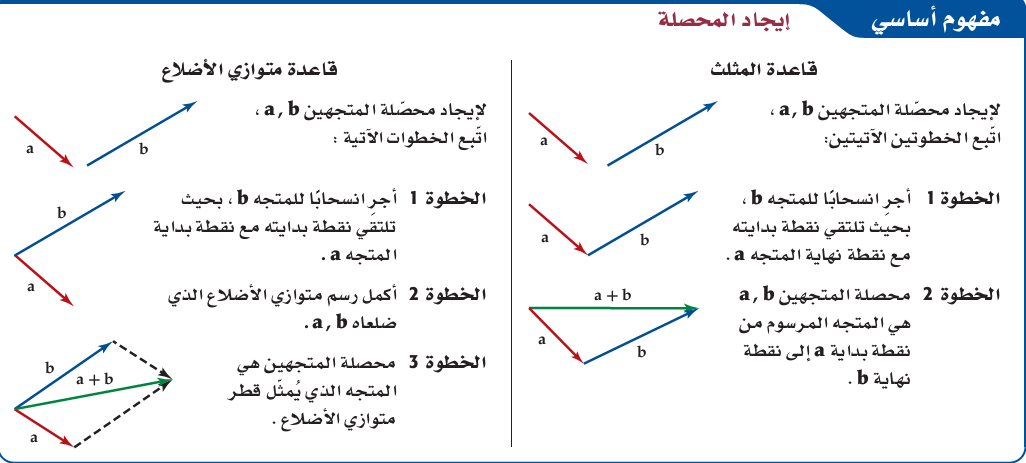 مفهوم أساسي
إيجاد المحصلة
قاعدة المثلث
لإيجاد محصّلة المتجهين a, b ،
اتّبع الخطوتين الآتيتين:
a
b
الخطوة 1 أجرِ انسحابًا للمتجه b ،
بحيث تلتقي نقطة بدايته
مع نقطة نهاية المتجه a .
a
b
الخطوة 2 محصلة المتجهين a, b
هي المتجه المرسوم من
نقطة بداية a إلى نقطة
نهاية b .
a + b
a
b
قاعدة متوازي الأضلاع
لإيجاد محصّلة المتجهين a, b ،
اتّبع الخطوات الآتية :
a
b
الخطوة 1 أجرِ انسحابًا للمتجه b ، بحيث
تلتقي نقطة بدايته مع نقطة بداية
المتجه a .
b
a
الخطوة 2 أكمل رسم متوازي الأضلاع الذي
ضلعاه a, b .
الخطوة 3 محصلة المتجهين هي
المتجه الذي يُمثّل قطر
متوازي الأضلاع .
b
a + b
a